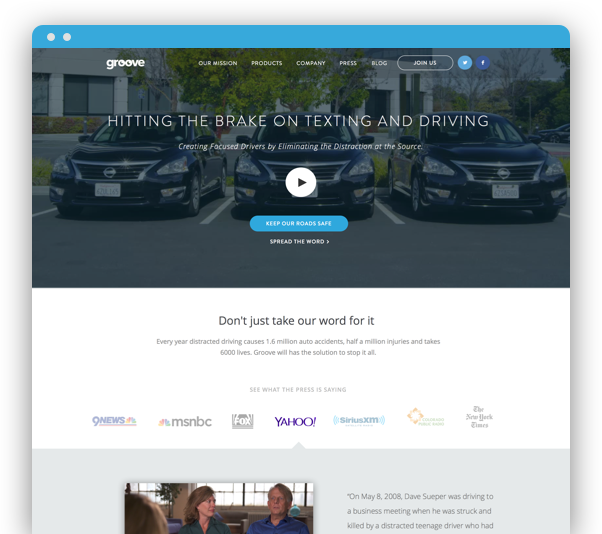 groove
OUR MISSION PRODUCTS COMPANY PRESS BLOG JOIN US
HITTING THE BRAKE ON TEXTING AND DRIVING
Creating Focused Drivers by Eliminating the Distraction at the Source.
KEEP OUR ROADS SAFE
SPREAD THE WORD >
Don't just take our word for it
Every year distracted driving causes 1.6 million auto accidents, half a million injuries and takes
6000 lives. Groove will has the solution to stop it all.
SEE WHAT THE PRESS IS SAYING
9NEWS msnbc FOX YAHOO! SiriusXM
COLORADO
PUBLIC RADIO
The
New York
Times
"On May 8, 2008, Dave Sueper was driving to
a business meeting when he was struck and
killed by a distracted teenage driver who had